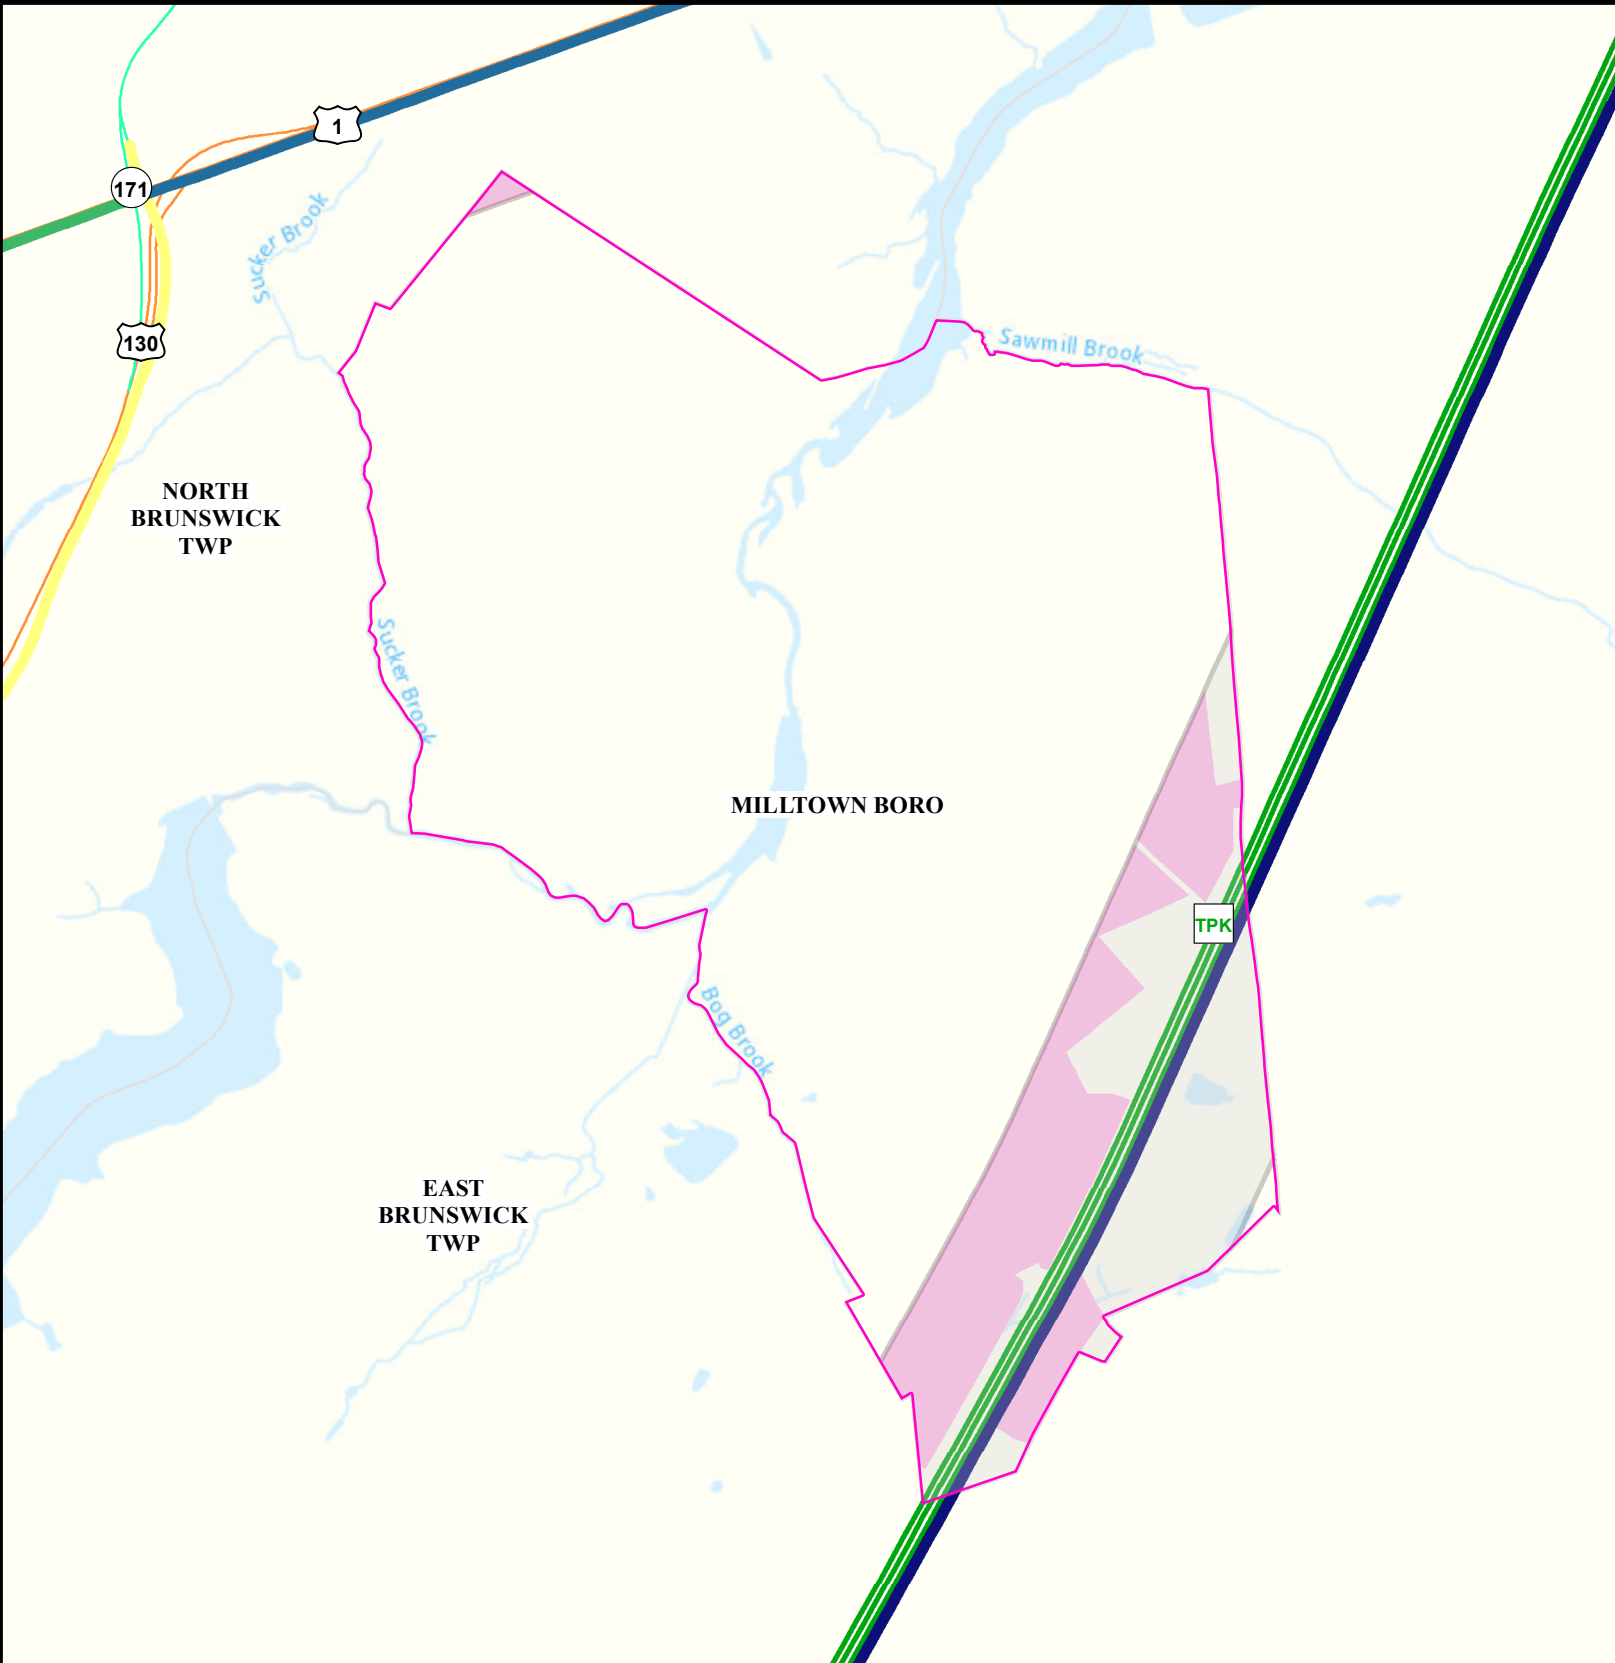 1
171
Sucker Brook
130
Sawmill Brook
NORTH
BRUNSWICK
TWP
Sucker Brook
MILLTOWN BORO
TPK
Bog Brook
EAST
BRUNSWICK
TWP